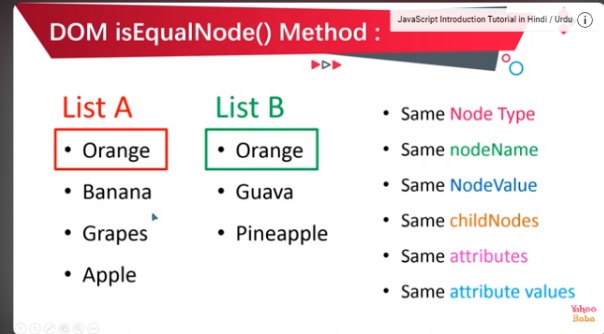 JavaScript Introduction Tutorial in Hindi / Urdu
DOM isEqualNode() Method :
List A
• Orange
• Banana
• Grapes
• Apple
List B
• Orange
• Guava
• Pineapple
• Same Node Type
• Same nodeName
• Same NodeValue
• Same childNodes
• Same attributes
• Same attribute values
Yahoo
Baba